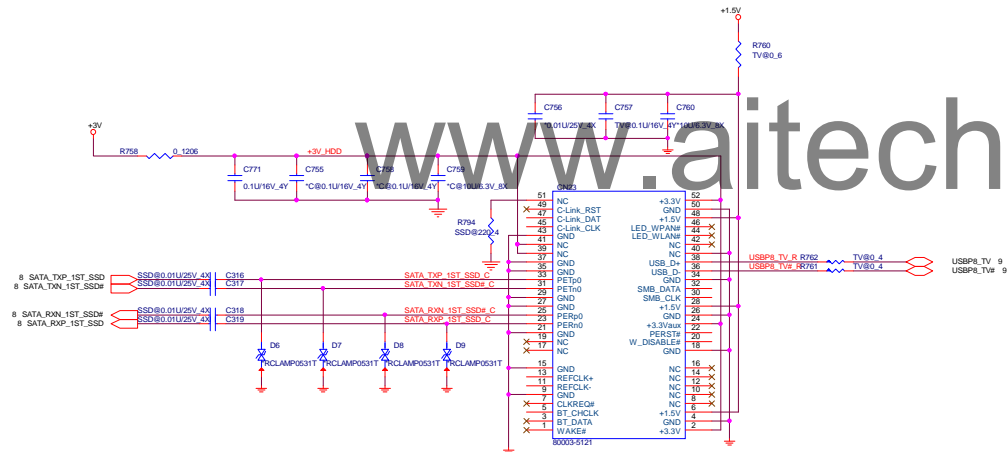 +1.5V
R760
TV@0_6
C756
C757
C760
*0.01U/25V_4X
TV@0.1U/16V_4Y
*10U/6.3V_8X
www.aitech
+3V
R758
0_1206
+3V_HDD
C771
C755
C758
C759
0.1U/16V_4Y
*C@0.1U/16V_4Y
*C@0.1U/16V_4Y
*C@10U/6.3V_8X
R794
SSD@220_4
CN23
51 NC +3.3V 52
49 C-Link_RST GND 50
47 C-Link_DAT +1.5V 48
45 C-Link_CLK LED_WPAN# 46
43 GND LED_WLAN# 44
41 NC NC 42
39 NC NC 40
37 GND USB_D+ 38
35 GND USB_D- 36
33 PETp0 GND 34
31 PETn0 SMB_DATA 32
29 GND SMB_CLK 30
27 GND +1.5V 28
25 PERp0 GND 26
23 PERn0 +3.3Vaux 24
21 GND PERST# 22
19 NC W_DISABLE# 20
17 NC GND 18
15 GND NC 16
13 REFCLK+ NC 14
11 REFCLK- NC 12
9 GND NC 10
7 CLKREQ# NC 8
5 BT_CHCLK +1.5V 6
3 BT_DATA GND 4
1 WAKE# +3.3V 2
80003-5121
USBP8_TV_R R762 TV@0_4 USBP8_TV 9
USBP8_TV#_R R761 TV@0_4 USBP8_TV# 9
8 SATA_TXP_1ST_SSD SSD@0.01U/25V_4X C316 SATA_TXP_1ST_SSD_C
8 SATA_TXN_1ST_SSD# SSD@0.01U/25V_4X C317 SATA_TXN_1ST_SSD#_C
8 SATA_RXN_1ST_SSD# SSD@0.01U/25V_4X C318 SATA_RXN_1ST_SSD#_C
8 SATA_RXP_1ST_SSD SSD@0.01U/25V_4X C319 SATA_RXP_1ST_SSD_C
D6
D7
D8
D9
*RCLAMP0531T
*RCLAMP0531T
*RCLAMP0531T
*RCLAMP0531T